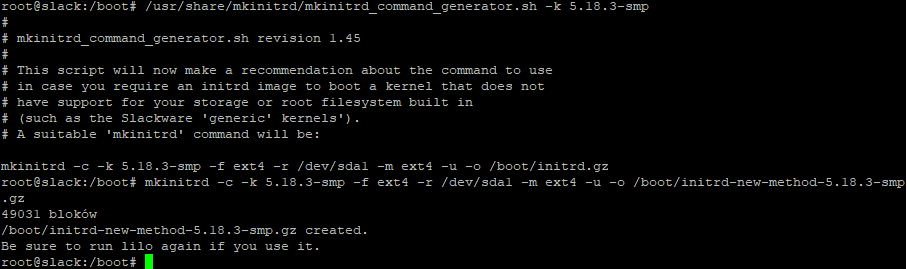 root@slack:/boot# /usr/share/mkinitrd/mkinitrd_command_generator.sh -k 5.18.3-smp
#
# mkinitrd_command_generator.sh revision 1.45
#
# This script will now make a recommendation about the command to use
# in case you require an initrd image to boot a kernel that does not
# have support for your storage or root filesystem built in
# (such as the Slackware 'generic' kernels').
# A suitable 'mkinitrd' command will be:

mkinitrd -c -k 5.18.3-smp -f ext4 -r /dev/sda1 -m ext4 -u -o /boot/initrd.gz
root@slack:/boot# mkinitrd -c -k 5.18.3-smp -f ext4 -r /dev/sda1 -m ext4 -u -o /boot/initrd-new-method-5.18.3-smp
.gz
49031 bloków
/boot/initrd-new-method-5.18.3-smp.gz created.
Be sure to run lilo again if you use it.
root@slack:/boot#